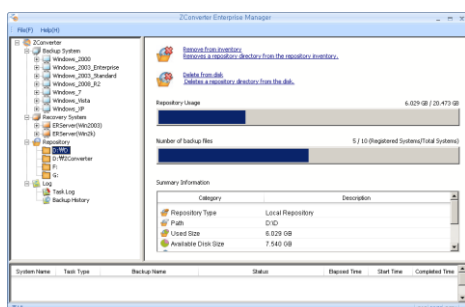 ZConverter Enterprise Manager
File(F) Help(H)
ZConverter
Backup System
Windows_2000
Windows_2003_Enterprise
Windows_2003_Standard
Windows_2008_R2
Windows_7
Windows_Vista
Windows_XP
Recovery System
ERServer(Win2003)
ERServer(Win2k)
Repository
D:₩D
D:₩ZConverter
F:
G:
Log
Task Log
Backup History
Remove from inventory
Removes a repository directory from the repository inventory.
Delete from disk
Deletes a repository directory from the disk.
Repository Usage 6.029 GB / 20.473 GB
Number of backup files 5 / 10 (Registered Systems/Total Systems)
Summary Information
Category Description
Repository Type Local Repository
Path D:\D
Used Size 6.029 GB
Available Disk Size 7.540 GB
System Name Task Type Backup Name Status Elapsed Time Start Time Completed Time